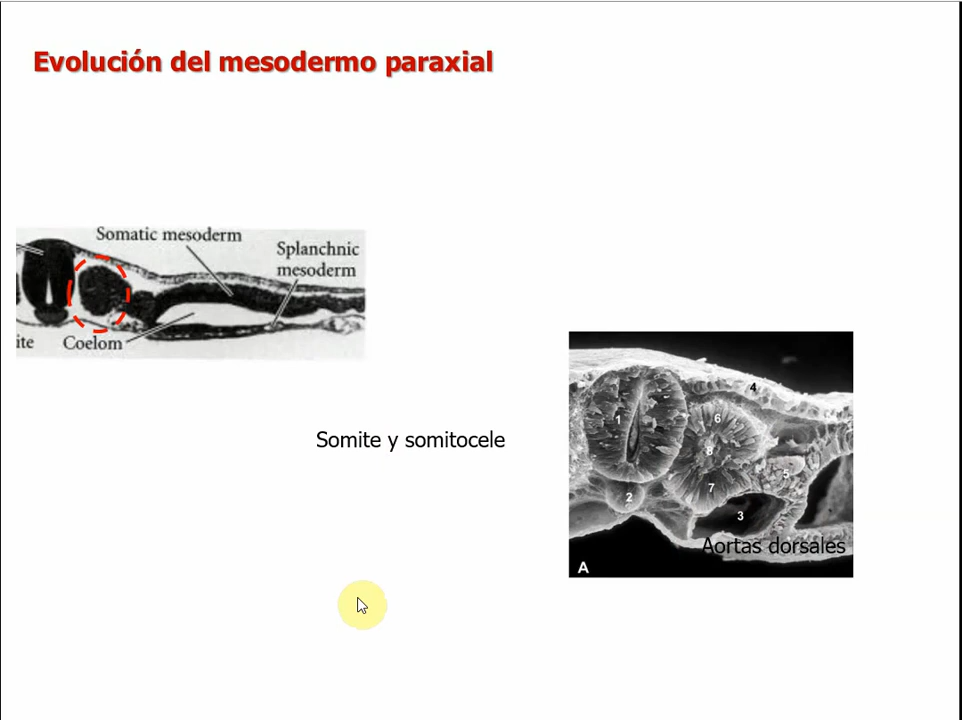 Evolución del mesodermo paraxial
Somatic mesoderm
Splanchnic
mesoderm
ite
Coelom
Somite y somitocele
4
1
6
8
5
7
2
3
Aortas dorsales
A